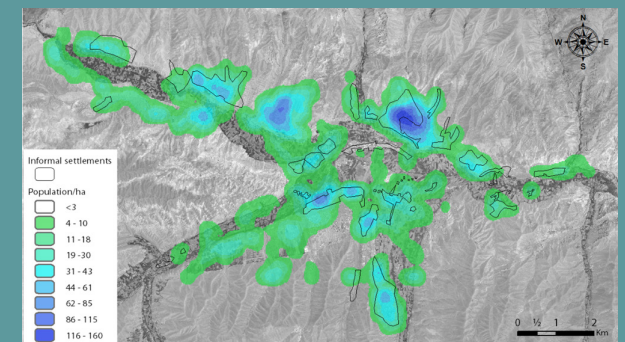 N
W E
S
Informal settlements
Population/ha
<3
4 - 10
11 -18
19 -30
31 - 43
44 - 61
62 - 85
86 - 115
116 - 160
0 ½ 1 2
Km